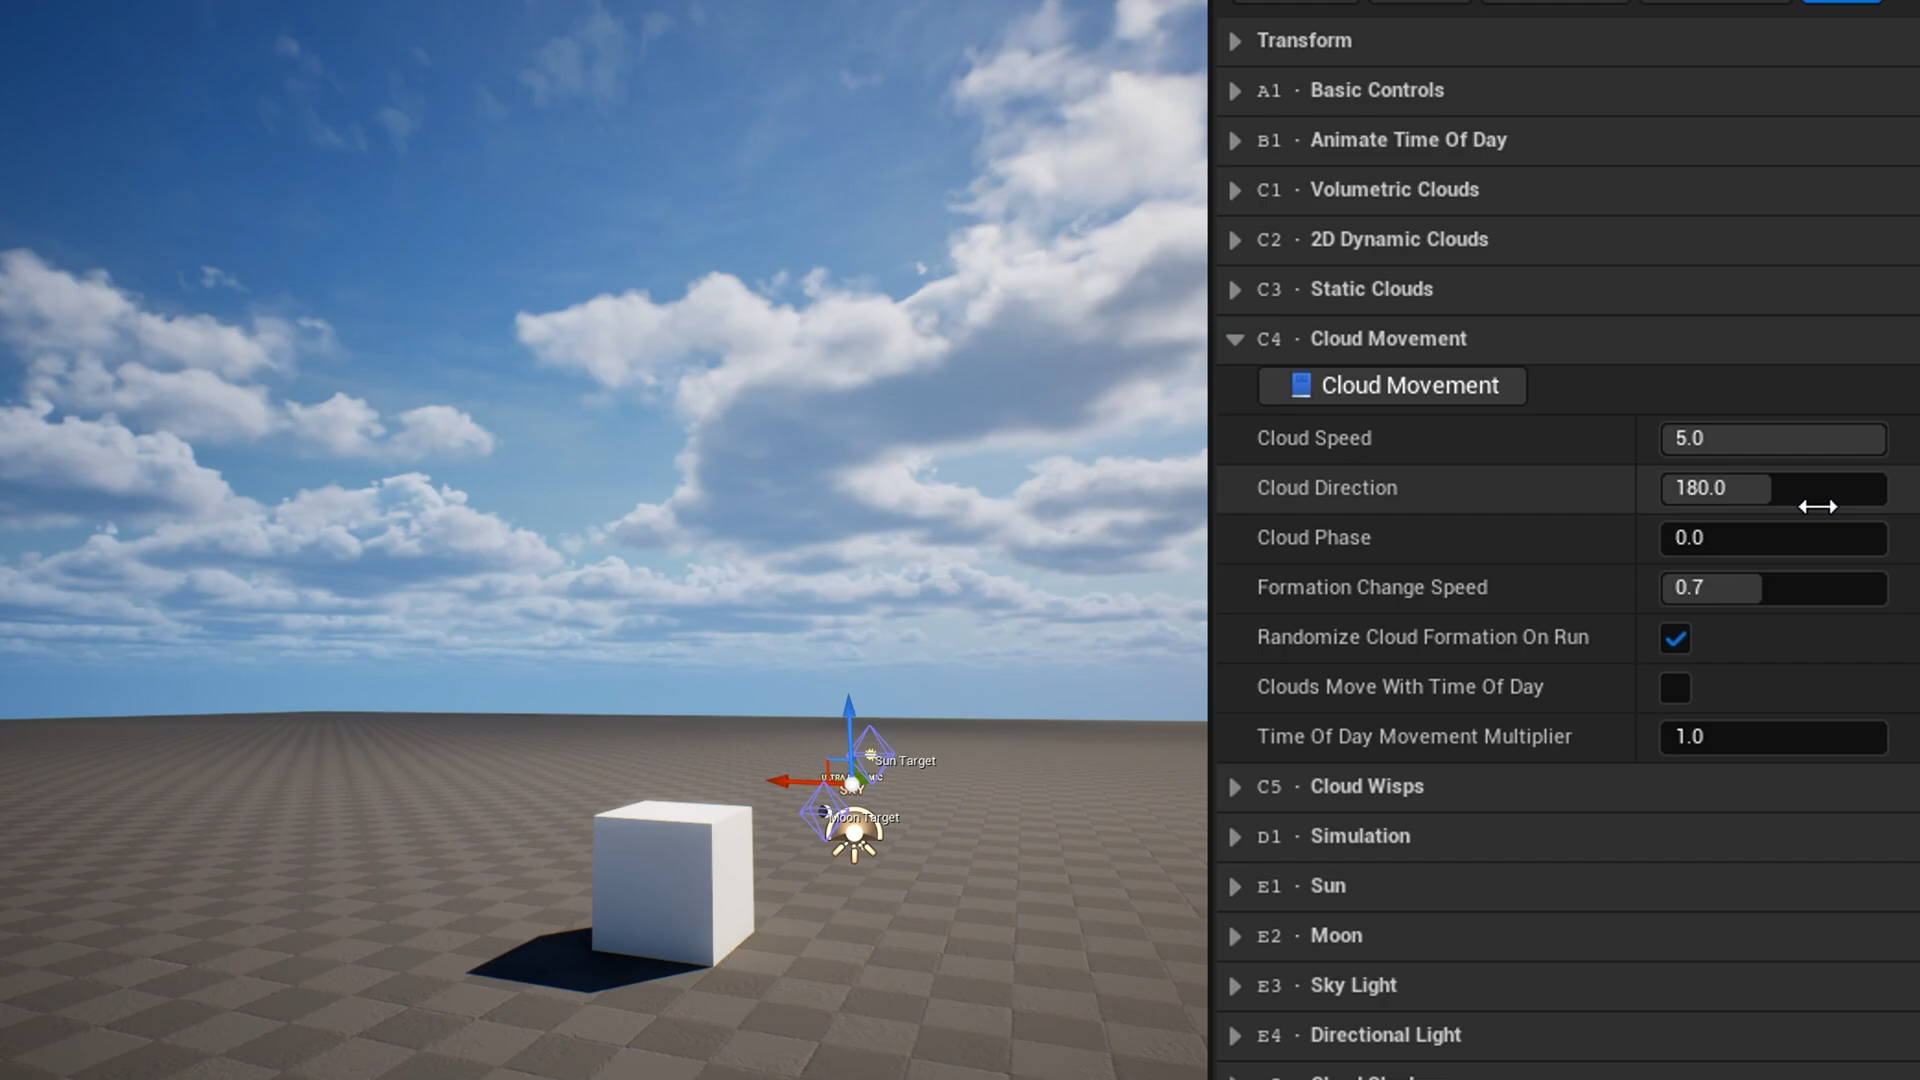 Transform
A1 · Basic Controls
B1 · Animate Time Of Day
C1 · Volumetric Clouds
C2 · 2D Dynamic Clouds
C3 · Static Clouds
C4 · Cloud Movement
Cloud Movement
Cloud Speed 5.0
Cloud Direction 180.0
Cloud Phase 0.0
Formation Change Speed 0.7
Randomize Cloud Formation On Run
Clouds Move With Time Of Day
Time Of Day Movement Multiplier 1.0
C5 · Cloud Wisps
D1 · Simulation
E1 · Sun
E2 · Moon
E3 · Sky Light
E4 · Directional Light
Sun Target
SKY
Moon Target